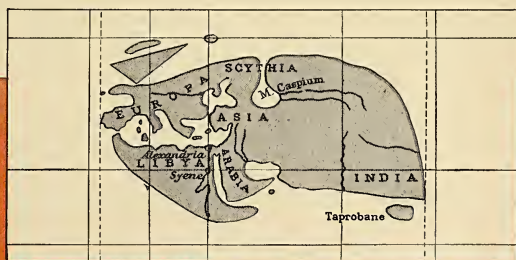 SCYTHIA
EUROPA
M. Caspium
ASIA
Alexandria
LIBYA
ARABIA
Syene
INDIA
Taprobane